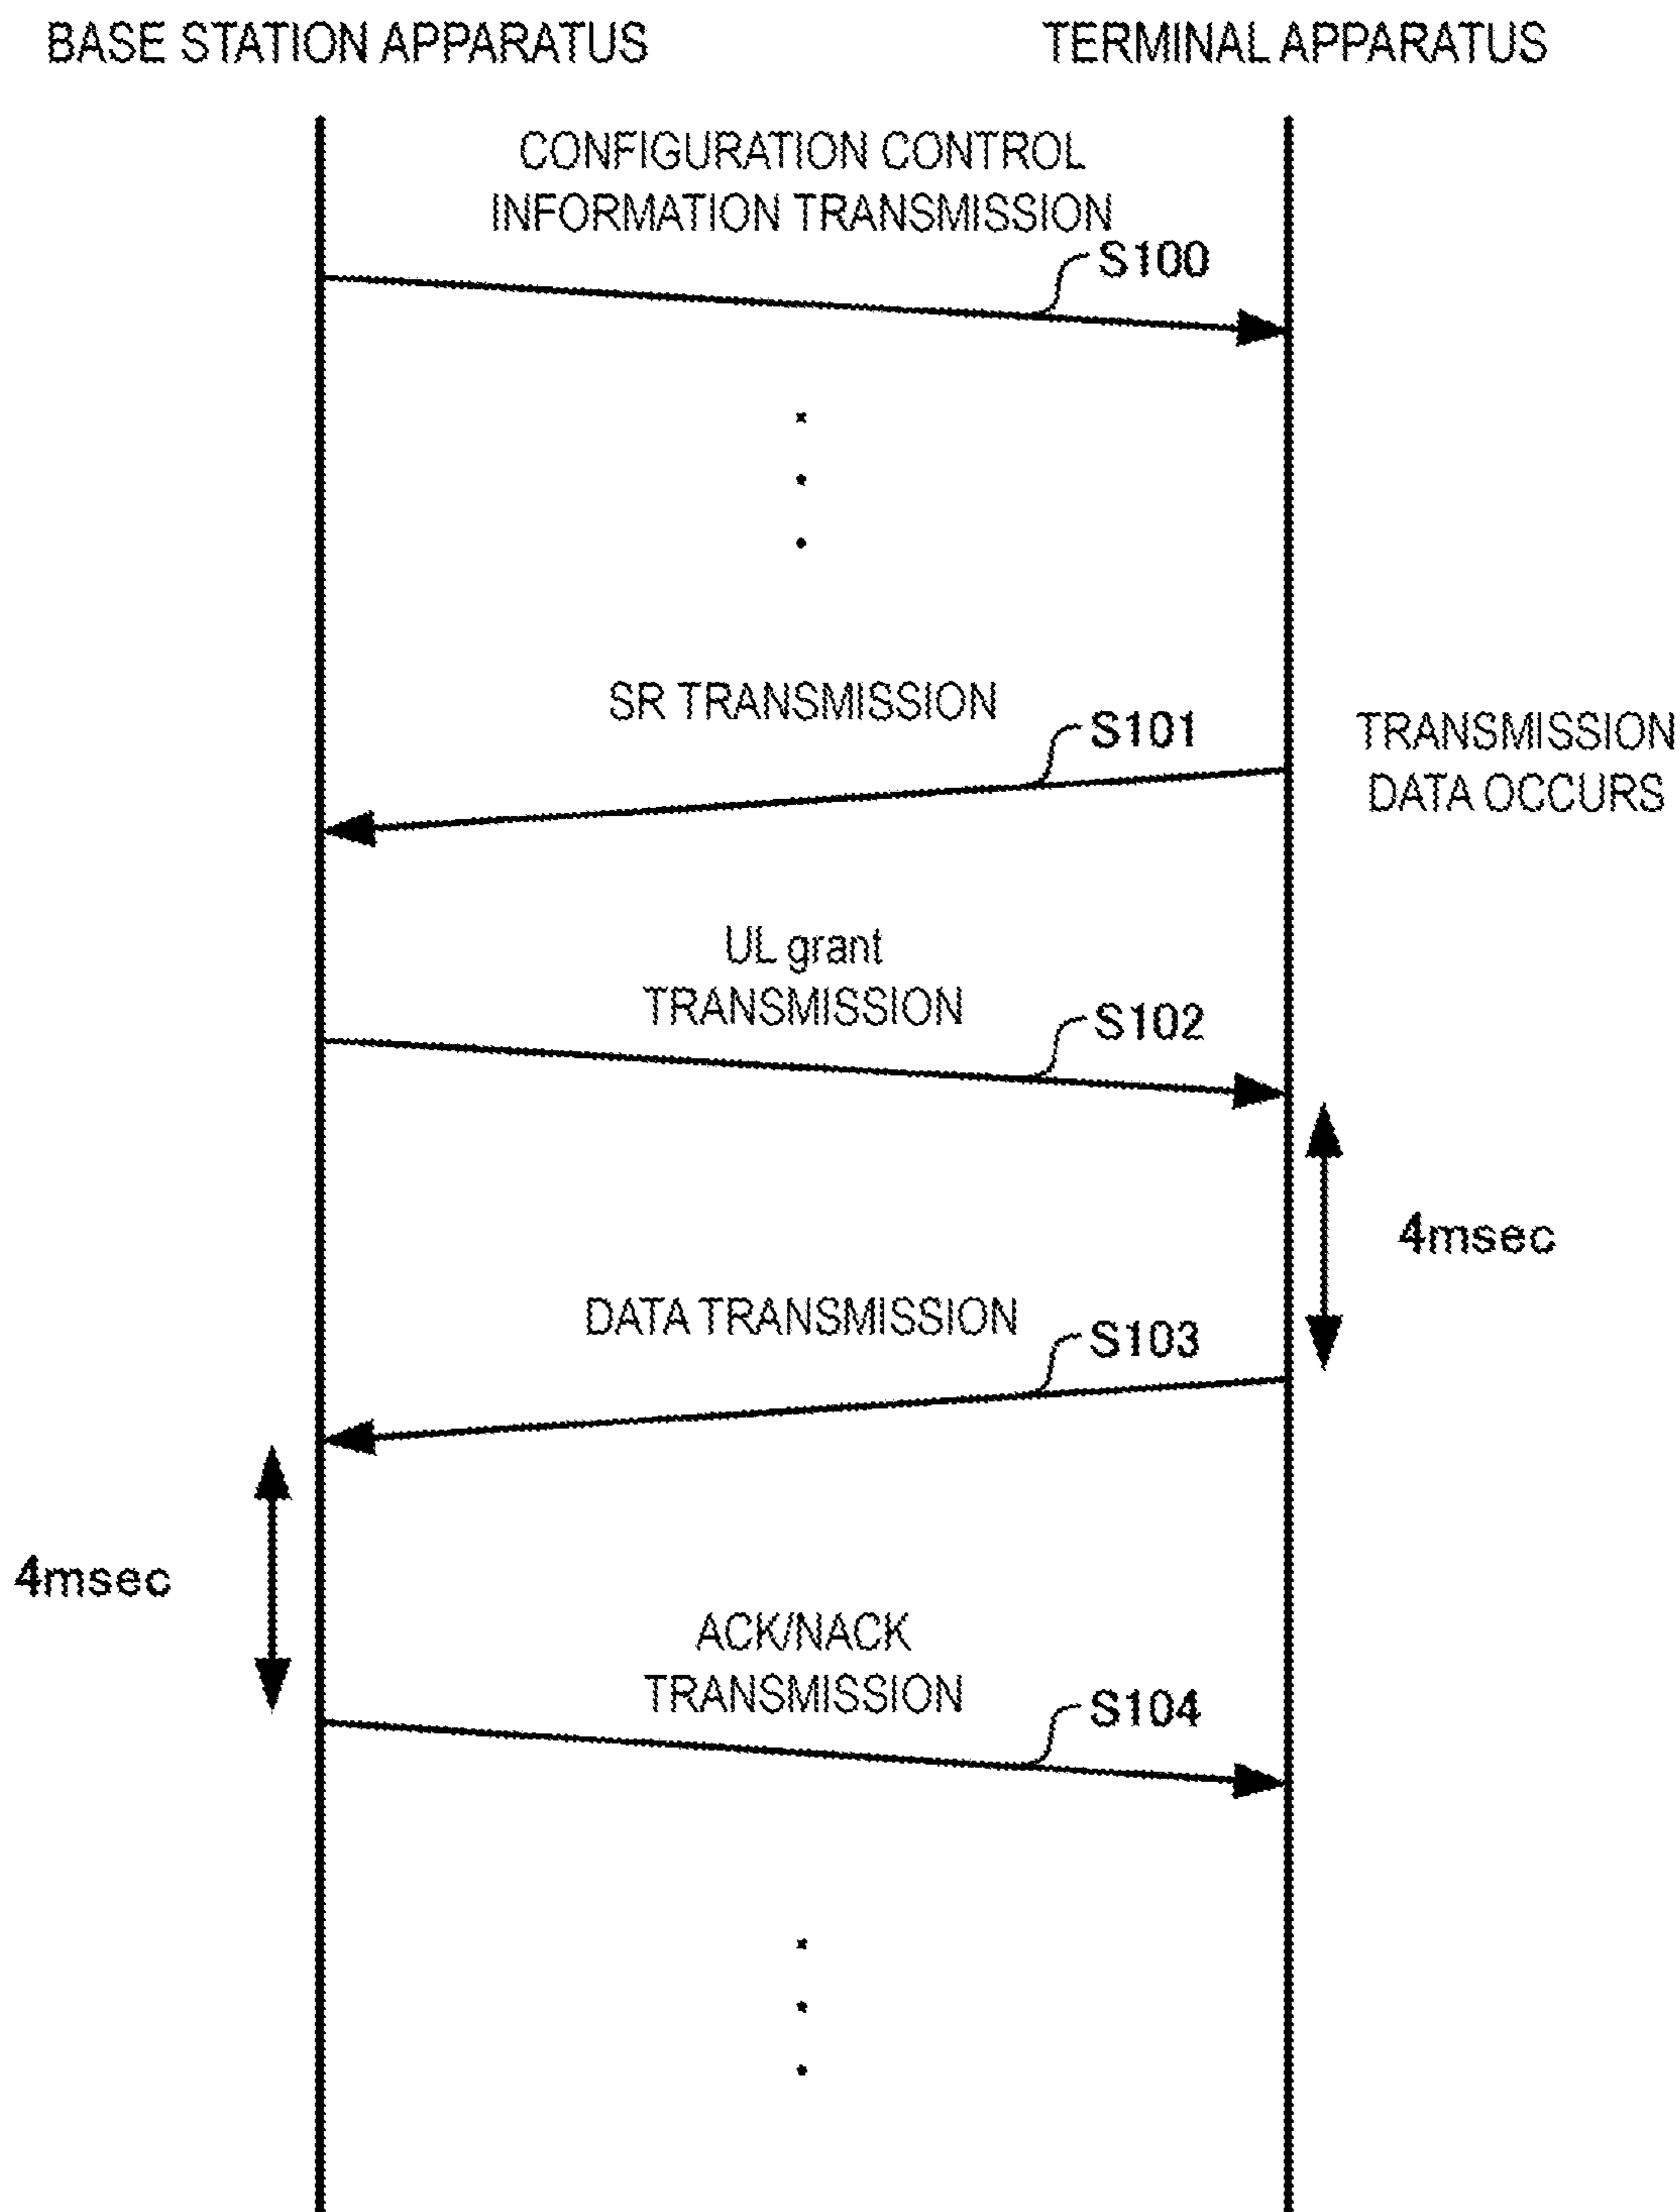 BASE STATION APPARATUS
TERMINAL APPARATUS
CONFIGURATION CONTROL
INFORMATION TRANSMISSION
S100
SR TRANSMISSION
S101
TRANSMISSION
DATA OCCURS
UL grant
TRANSMISSION
S102
4msec
DATA TRANSMISSION
S103
4msec
ACK/NACK
TRANSMISSION
S104